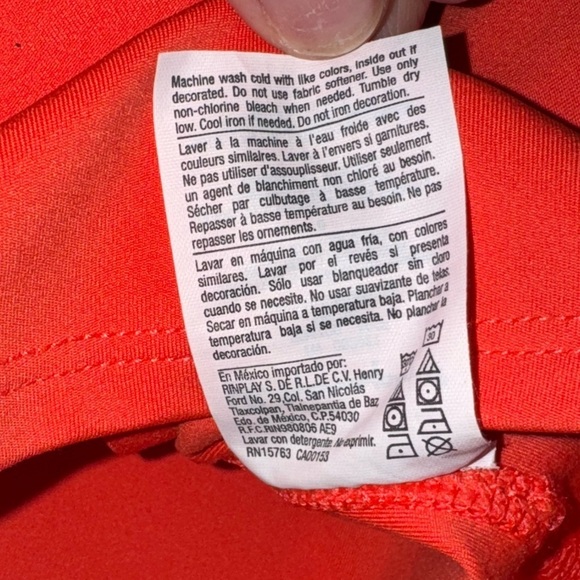 Machine wash cold with like colors, inside out if
decorated. Do not use fabric softener. Use only
non-chlorine bleach when needed. Tumble dry
low. Cool iron if needed. Do not iron decoration.
Laver à la machine à l'eau froide avec des
couleurs similaires. Laver à l'envers si garnitures.
Ne pas utiliser d'assouplisseur. Utiliser seulement
un agent de blanchiment non chloré au besoin.
Sécher par culbutage à basse température.
Repasser à basse température au besoin. Ne pas
repasser les ornements.
Lavar en máquina con agua fría, con colores
similares. Lavar por el revés si presenta
decoración. Sólo usar blanqueador sin cloro
cuando se necesite. No usar suavizante de telas.
Secar en máquina a temperatura baja. Planchar a
temperatura baja si se necesita. No planchar la
decoración.
En México importado por:
RINPLAY S. DE R.L.DE C.V. Henry
Ford No. 29,Col. San Nicolás
Tlaxcolpan, Tlalnepantla de Baz
Edo. de México, C.P.54030
R.F.C.RIN980806 AE9
Lavar con detergente. No exprimir.
RN15763 CA00153
30